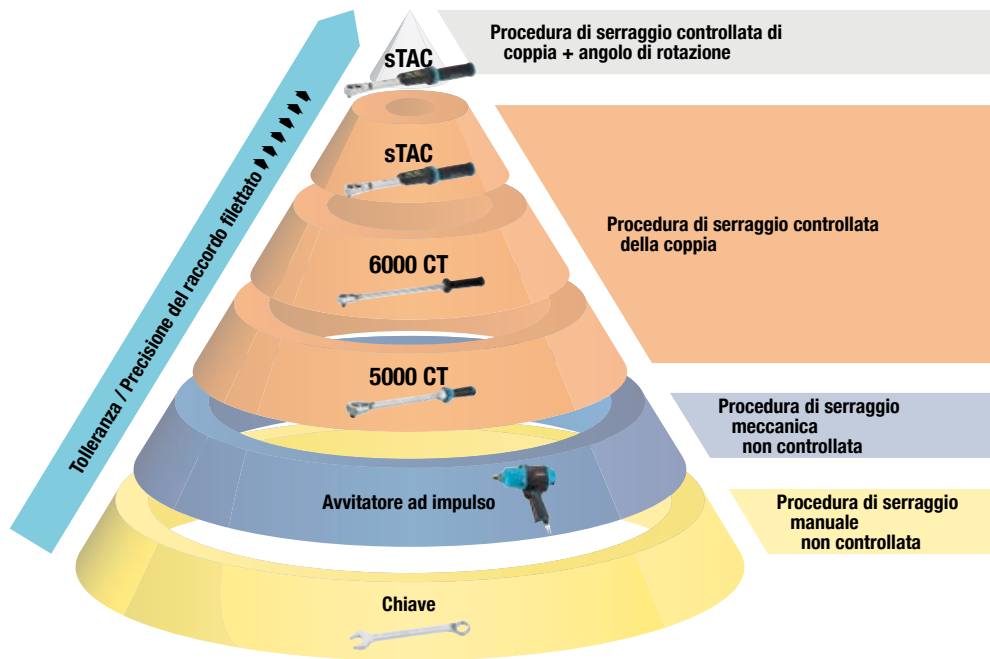 Procedura di serraggio controllata di
coppia + angolo di rotazione
sTAC
sTAC
Procedura di serraggio controllata
della coppia
6000 CT
5000 CT
Tolleranza / Precisione del raccordo filettato
Procedura di serraggio
meccanica
non controllata
Avvitatore ad impulso
Procedura di serraggio
manuale
non controllata
Chiave